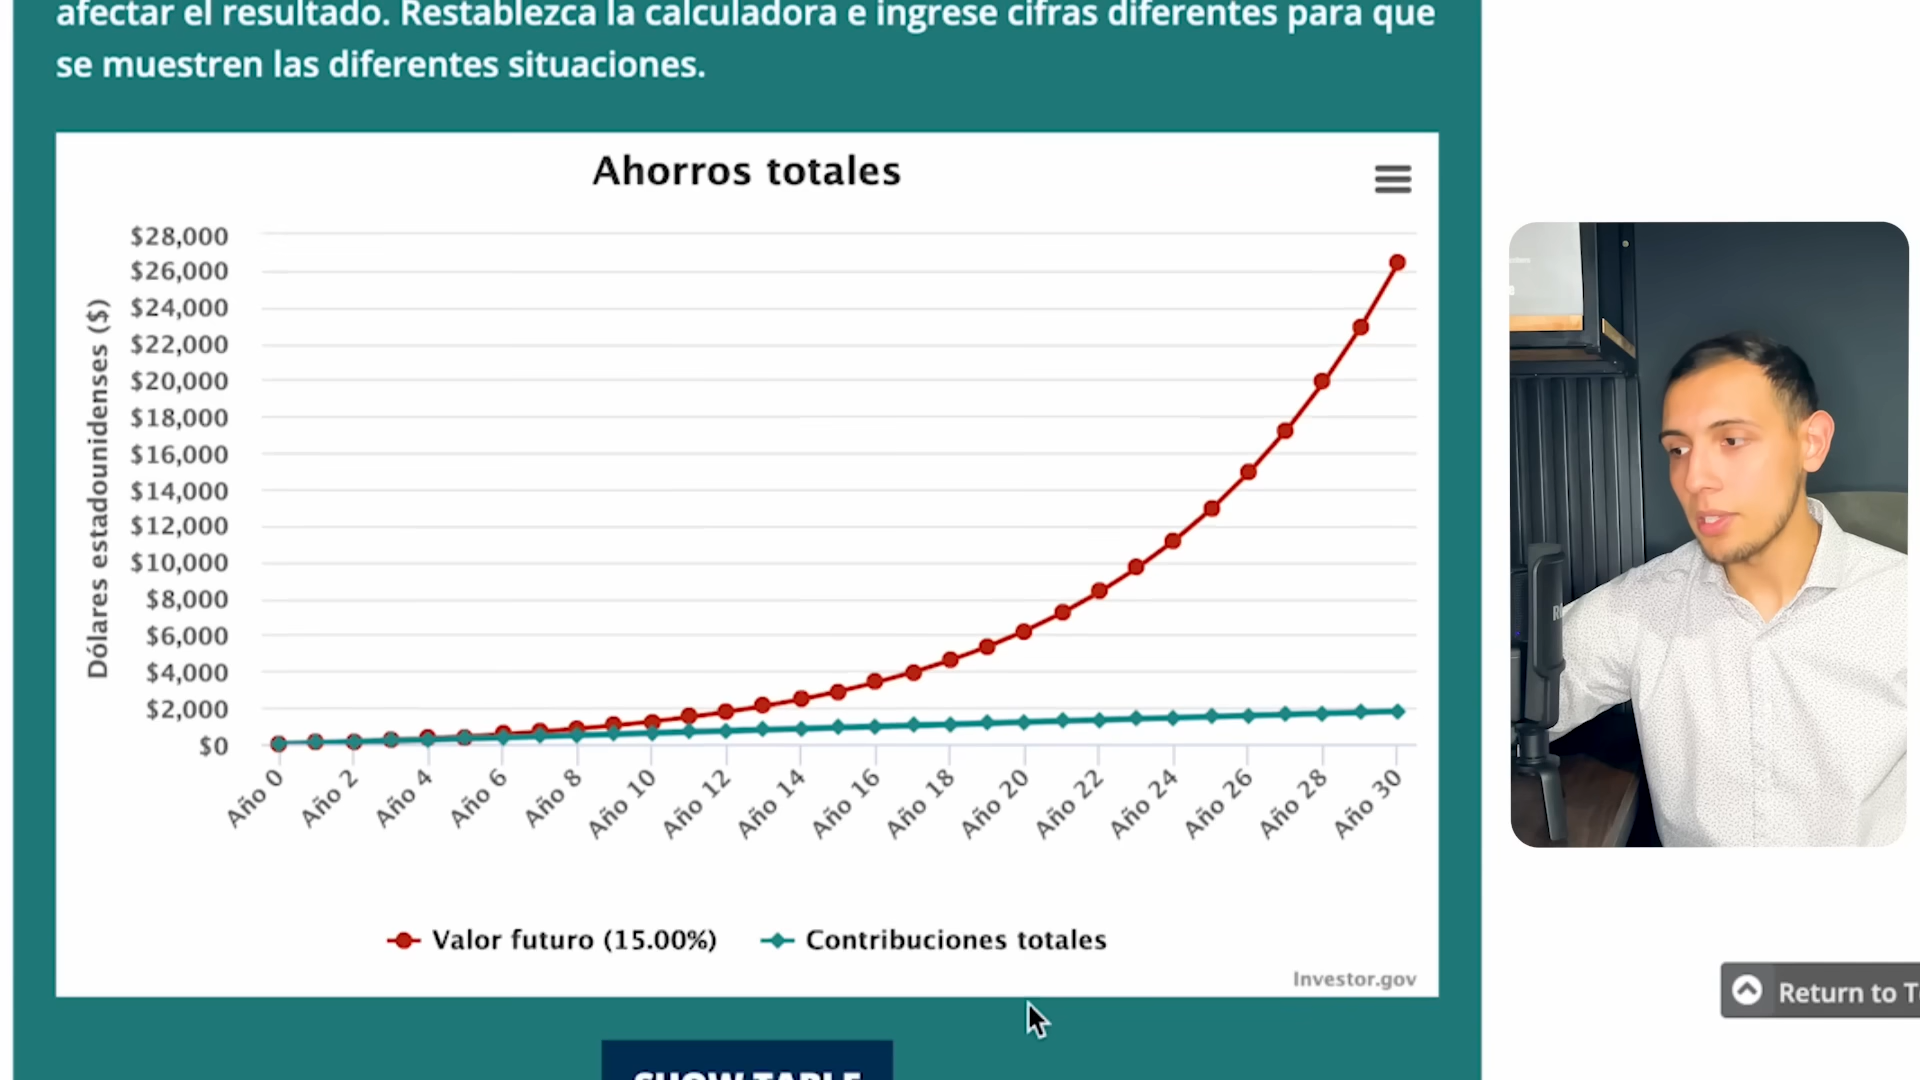 afectar el resultado. Restablezca la calculadora e ingrese cifras diferentes para que
se muestren las diferentes situaciones.
Ahorros totales
Dólares estadounidenses ($)
$28,000
$26,000
$24,000
$22,000
$20,000
$18,000
$16,000
$14,000
$12,000
$10,000
$8,000
$6,000
$4,000
$2,000
$0
Año 0
Año 2
Año 4
Año 6
Año 8
Año 10
Año 12
Año 14
Año 16
Año 18
Año 20
Año 22
Año 24
Año 26
Año 28
Año 30
Valor futuro (15.00%)
Contribuciones totales
Investor.gov
Return to
SHOW TABLE